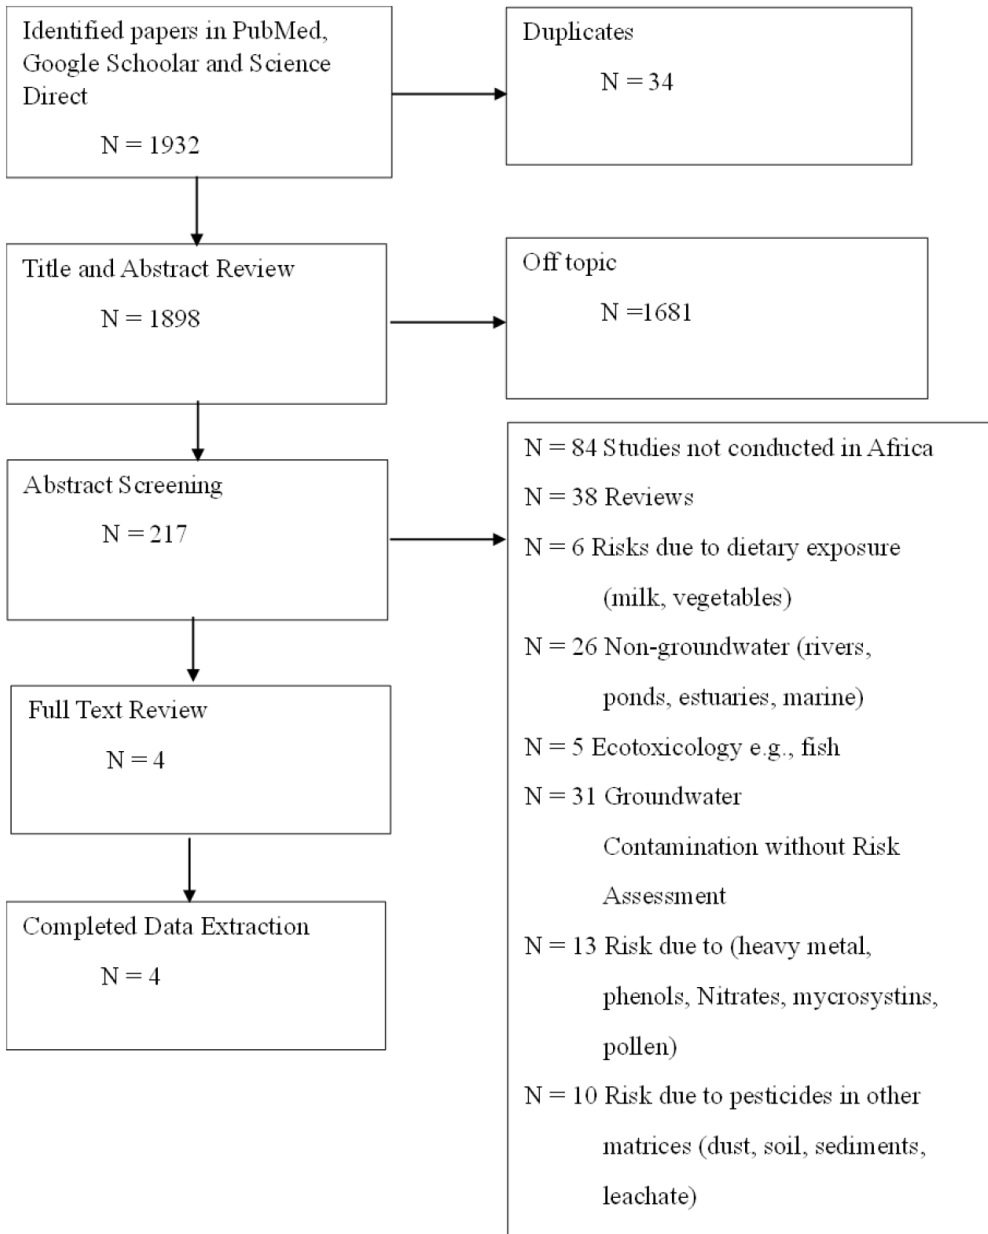 Identified papers in PubMed,
Google Schoolar and Science
Direct
N = 1932
Duplicates
N = 34
Title and Abstract Review
N = 1898
Off topic
N =1681
Abstract Screening
N = 217
N = 84 Studies not conducted in Africa
N = 38 Reviews
N = 6 Risks due to dietary exposure
(milk, vegetables)
N = 26 Non-groundwater (rivers,
ponds, estuaries, marine)
N = 5 Ecotoxicology e.g., fish
N = 31 Groundwater
Contamination without Risk
Assessment
N = 13 Risk due to (heavy metal,
phenols, Nitrates, mycrosystins,
pollen)
N = 10 Risk due to pesticides in other
matrices (dust, soil, sediments,
leachate)
Full Text Review
N = 4
Completed Data Extraction
N = 4